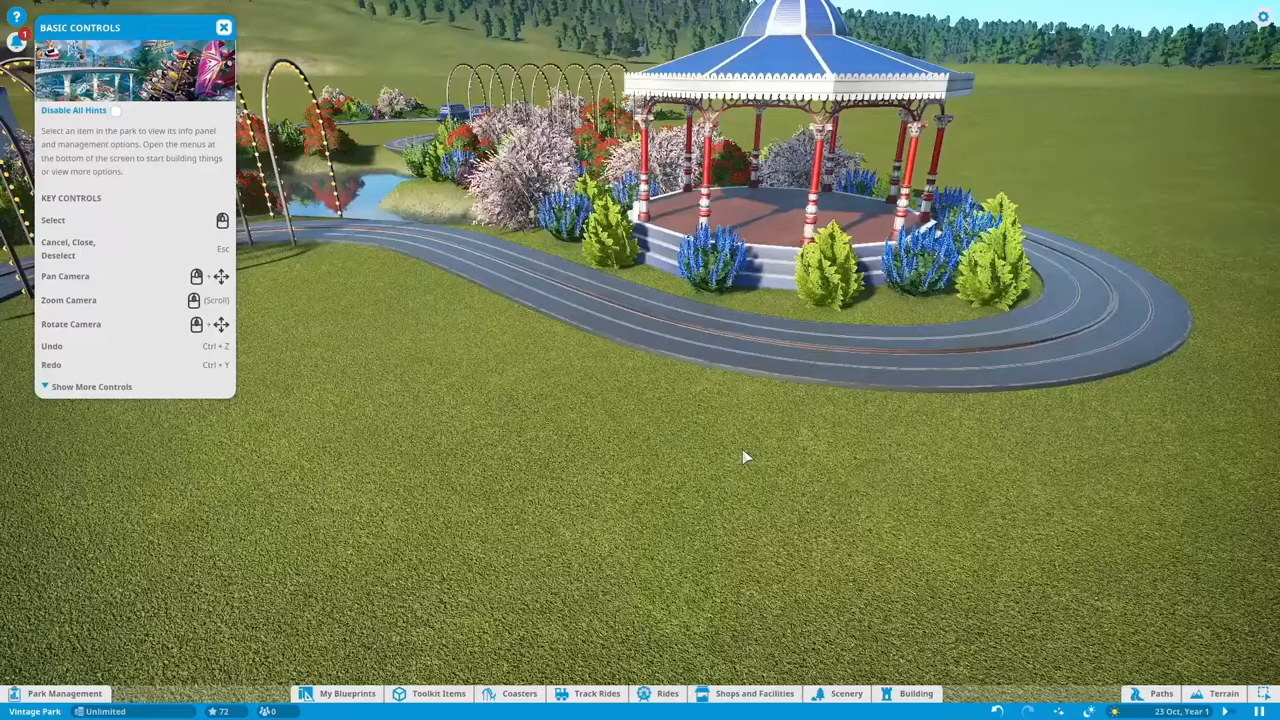 ?
1
BASIC CONTROLS
Disable All Hints
Select an item in the park to view its info panel
and management options. Open the menus at
the bottom of the screen to start building things
or view more options.
KEY CONTROLS
Select
Cancel, Close,
Deselect
Esc
Pan Camera
+
Zoom Camera
(Scroll)
Rotate Camera
+
Undo
Ctrl + Z
Redo
Ctrl + Y
Show More Controls
Park Management
My Blueprints
Toolkit Items
Coasters
Track Rides
Rides
Shops and Facilities
Scenery
Building
Paths
Terrain
Vintage Park
Unlimited
72
0
23 Oct, Year 1